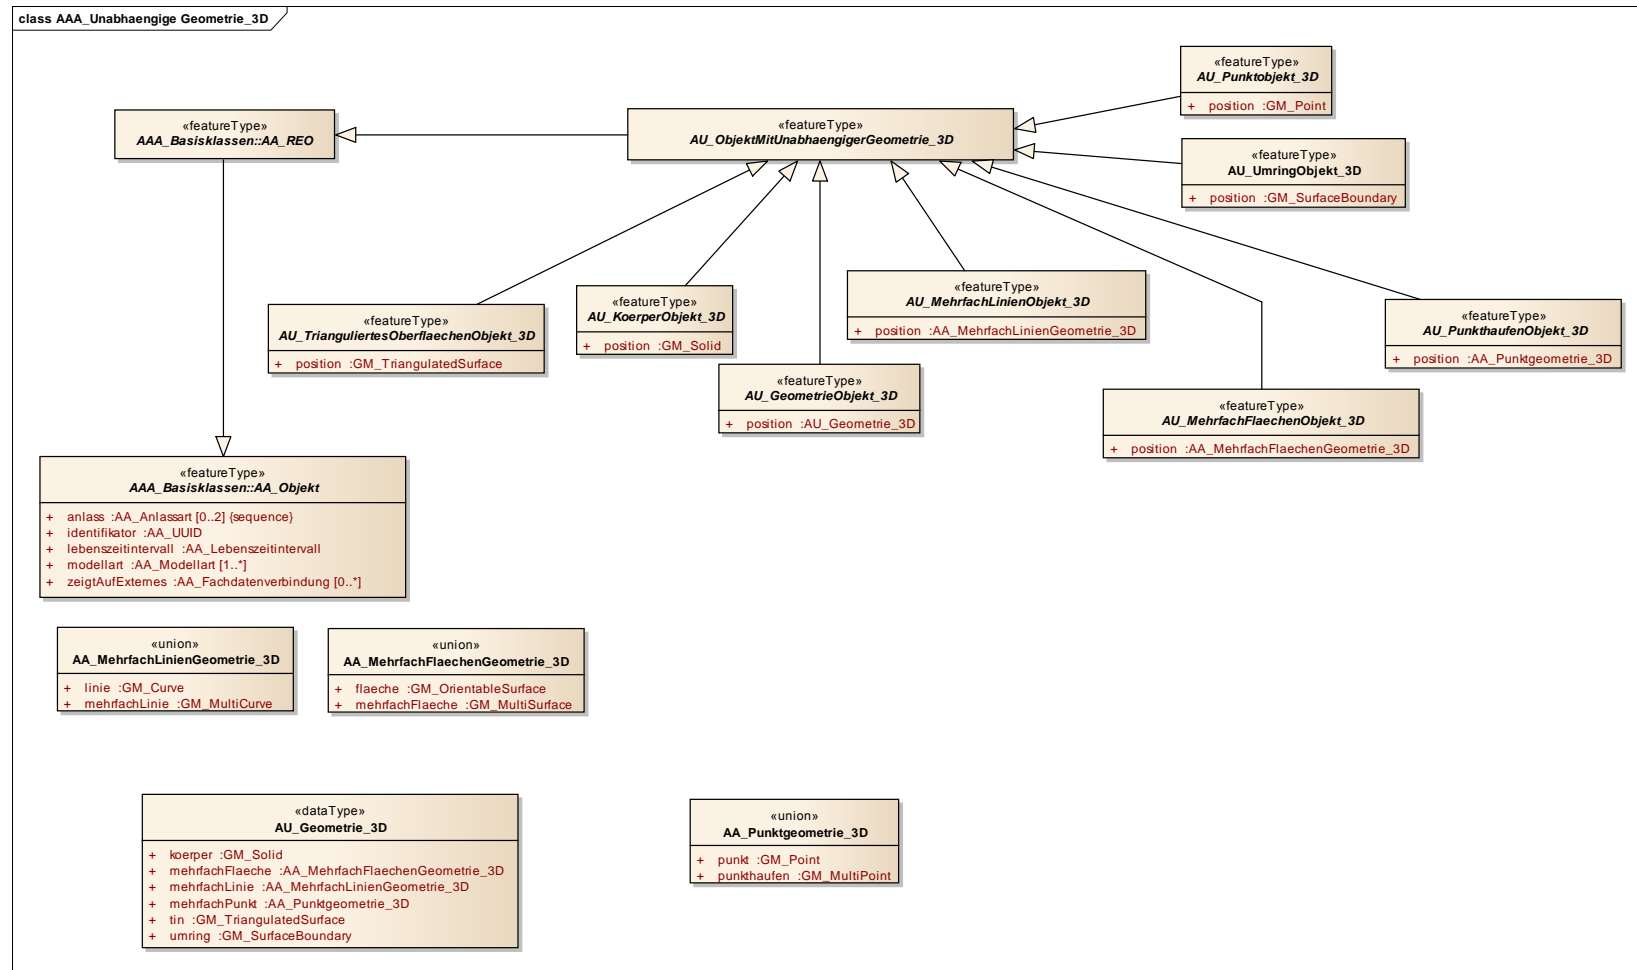 class AAA_Unabhaengige Geometrie_3D
«featureType»
AU_Punktobjekt_3D
+ position :GM_Point
«featureType»
AAA_Basisklassen::AA_REO
«featureType»
AU_ObjektMitUnabhaengigerGeometrie_3D
«featureType»
AU_UmringObjekt_3D
+ position :GM_SurfaceBoundary
«featureType»
AU_TrianguliertesOberflaechenObjekt_3D
+ position :GM_TriangulatedSurface
«featureType»
AU_KoerperObjekt_3D
+ position :GM_Solid
«featureType»
AU_MehrfachLinienObjekt_3D
+ position :AA_MehrfachLinienGeometrie_3D
«featureType»
AU_PunkthaufenObjekt_3D
+ position :AA_Punktgeometrie_3D
«featureType»
AU_GeometrieObjekt_3D
+ position :AU_Geometrie_3D
«featureType»
AU_MehrfachFlaechenObjekt_3D
+ position :AA_MehrfachFlaechenGeometrie_3D
«featureType»
AAA_Basisklassen::AA_Objekt
+ anlass :AA_Anlassart [0..2] {sequence}
+ identifikator :AA_UUID
+ lebenszeitintervall :AA_Lebenszeitintervall
+ modellart :AA_Modellart [1..*]
+ zeigtAufExternes :AA_Fachdatenverbindung [0..*]
«union»
AA_MehrfachLinienGeometrie_3D
+ linie :GM_Curve
+ mehrfachLinie :GM_MultiCurve
«union»
AA_MehrfachFlaechenGeometrie_3D
+ flaeche :GM_OrientableSurface
+ mehrfachFlaeche :GM_MultiSurface
«dataType»
AU_Geometrie_3D
+ koerper :GM_Solid
+ mehrfachFlaeche :AA_MehrfachFlaechenGeometrie_3D
+ mehrfachLinie :AA_MehrfachLinienGeometrie_3D
+ mehrfachPunkt :AA_Punktgeometrie_3D
+ tin :GM_TriangulatedSurface
+ umring :GM_SurfaceBoundary
«union»
AA_Punktgeometrie_3D
+ punkt :GM_Point
+ punkthaufen :GM_MultiPoint